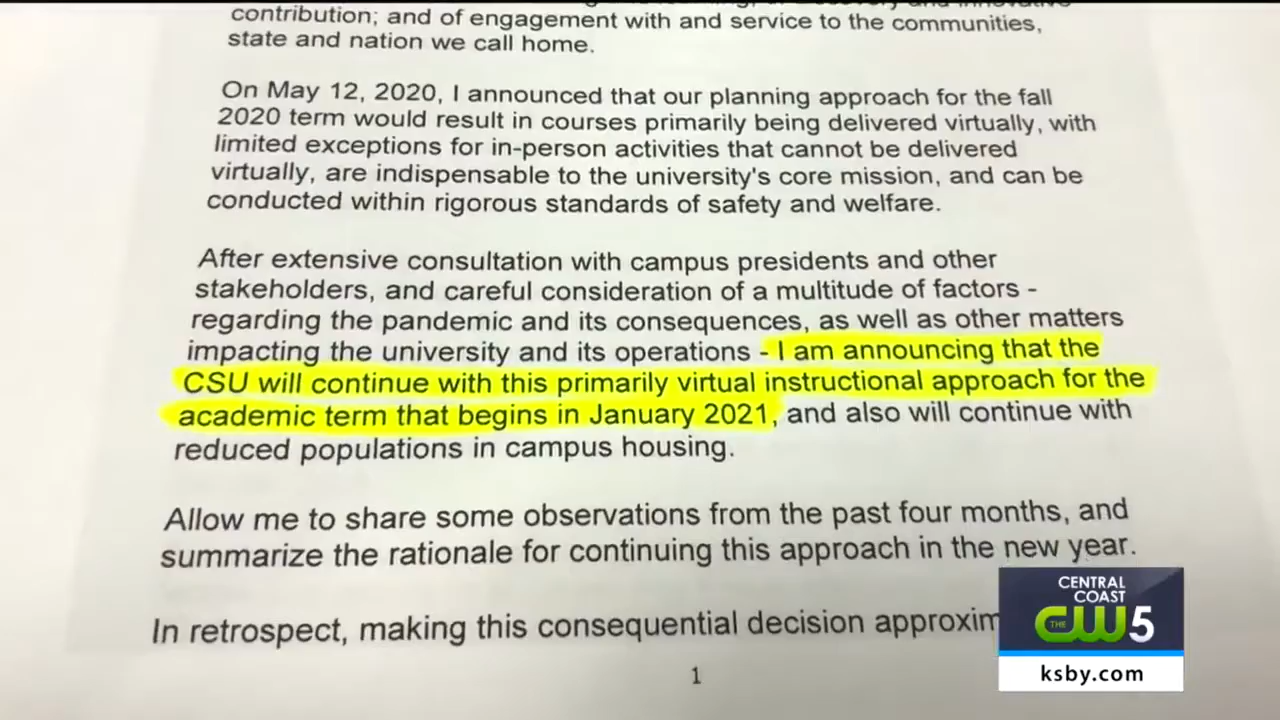 contribution; and of engagement with and service to the communities,
state and nation we call home.
On May 12, 2020, I announced that our planning approach for the fall
2020 term would result in courses primarily being delivered virtually, with
limited exceptions for in-person activities that cannot be delivered
virtually, are indispensable to the university's core mission, and can be
conducted within rigorous standards of safety and welfare.
After extensive consultation with campus presidents and other
stakeholders, and careful consideration of a multitude of factors -
regarding the pandemic and its consequences, as well as other matters
impacting the university and its operations - I am announcing that the
CSU will continue with this primarily virtual instructional approach for the
academic term that begins in January 2021, and also will continue with
reduced populations in campus housing.
Allow me to share some observations from the past four months, and
summarize the rationale for continuing this approach in the new year.
In retrospect, making this consequential decision approxim
1
CENTRAL
COAST
THE CW5
ksby.com